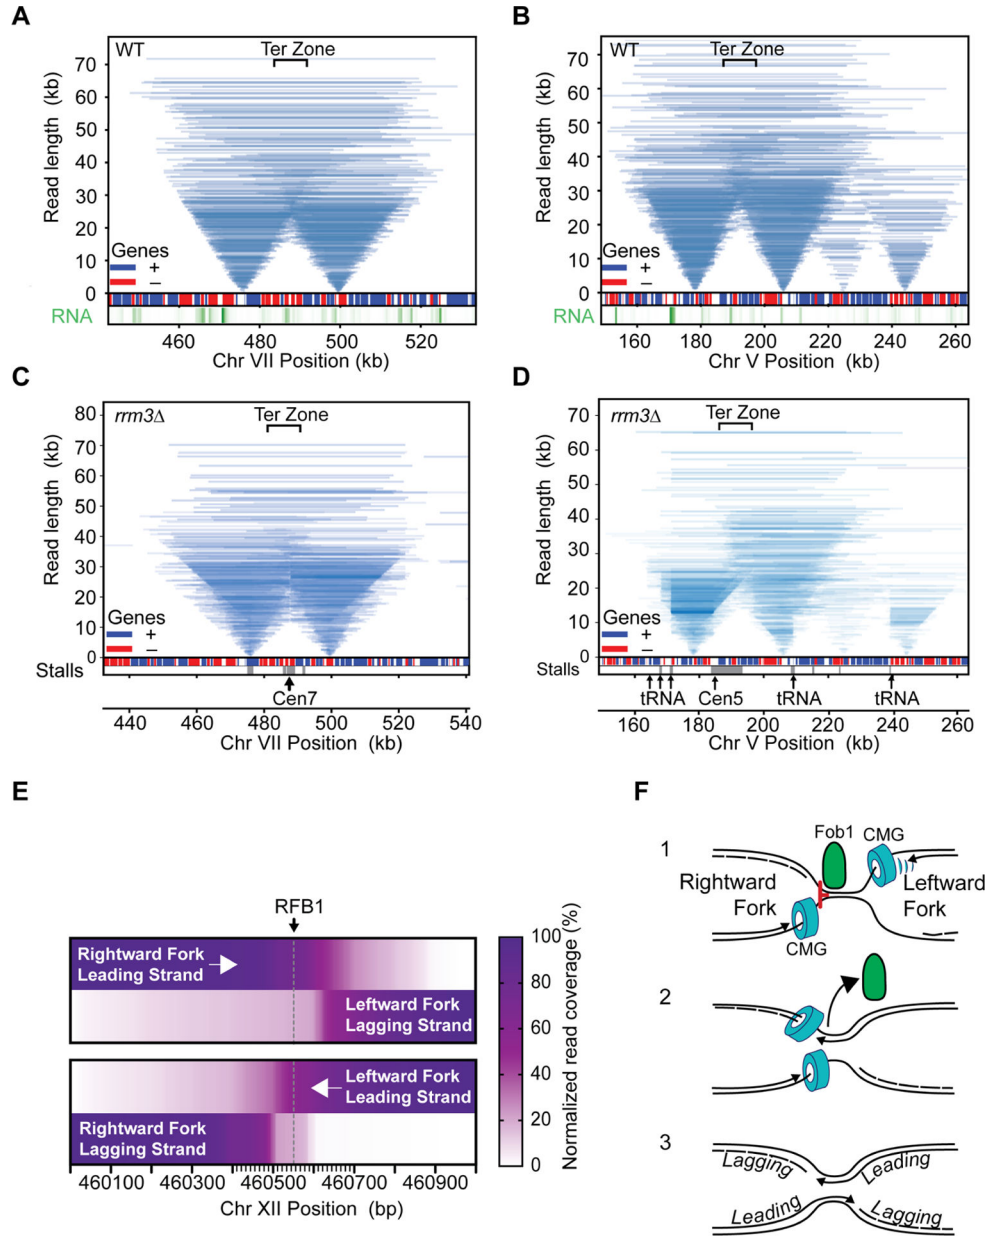 A
WT
Ter Zone
Read length (kb)
70
60
50
40
30
20
10
0
Genes
+
–
RNA
460 480 500 520
Chr VII Position (kb)
B
WT
Ter Zone
Read length (kb)
70
60
50
40
30
20
10
0
Genes
+
–
RNA
160 180 200 220 240 260
Chr V Position (kb)
C
rrm3Δ
Ter Zone
Read length (kb)
80
70
60
50
40
30
20
10
0
Genes
+
–
Stalls
Cen7
440 460 480 500 520 540
Chr VII Position (kb)
D
rrm3Δ
Ter Zone
Read length (kb)
70
60
50
40
30
20
10
0
Genes
+
–
Stalls
tRNA Cen5 tRNA tRNA
160 180 200 220 240 260
Chr V Position (kb)
E
RFB1
Rightward Fork
Leading Strand
Leftward Fork
Lagging Strand
Leftward Fork
Leading Strand
Rightward Fork
Lagging Strand
460100 460300 460500 460700 460900
Chr XII Position (bp)
100
80
60
40
20
0
Normalized read coverage (%)
F
1
Fob1
CMG
Rightward
Fork
Leftward
Fork
CMG
2
3
Lagging
Leading
Leading
Lagging